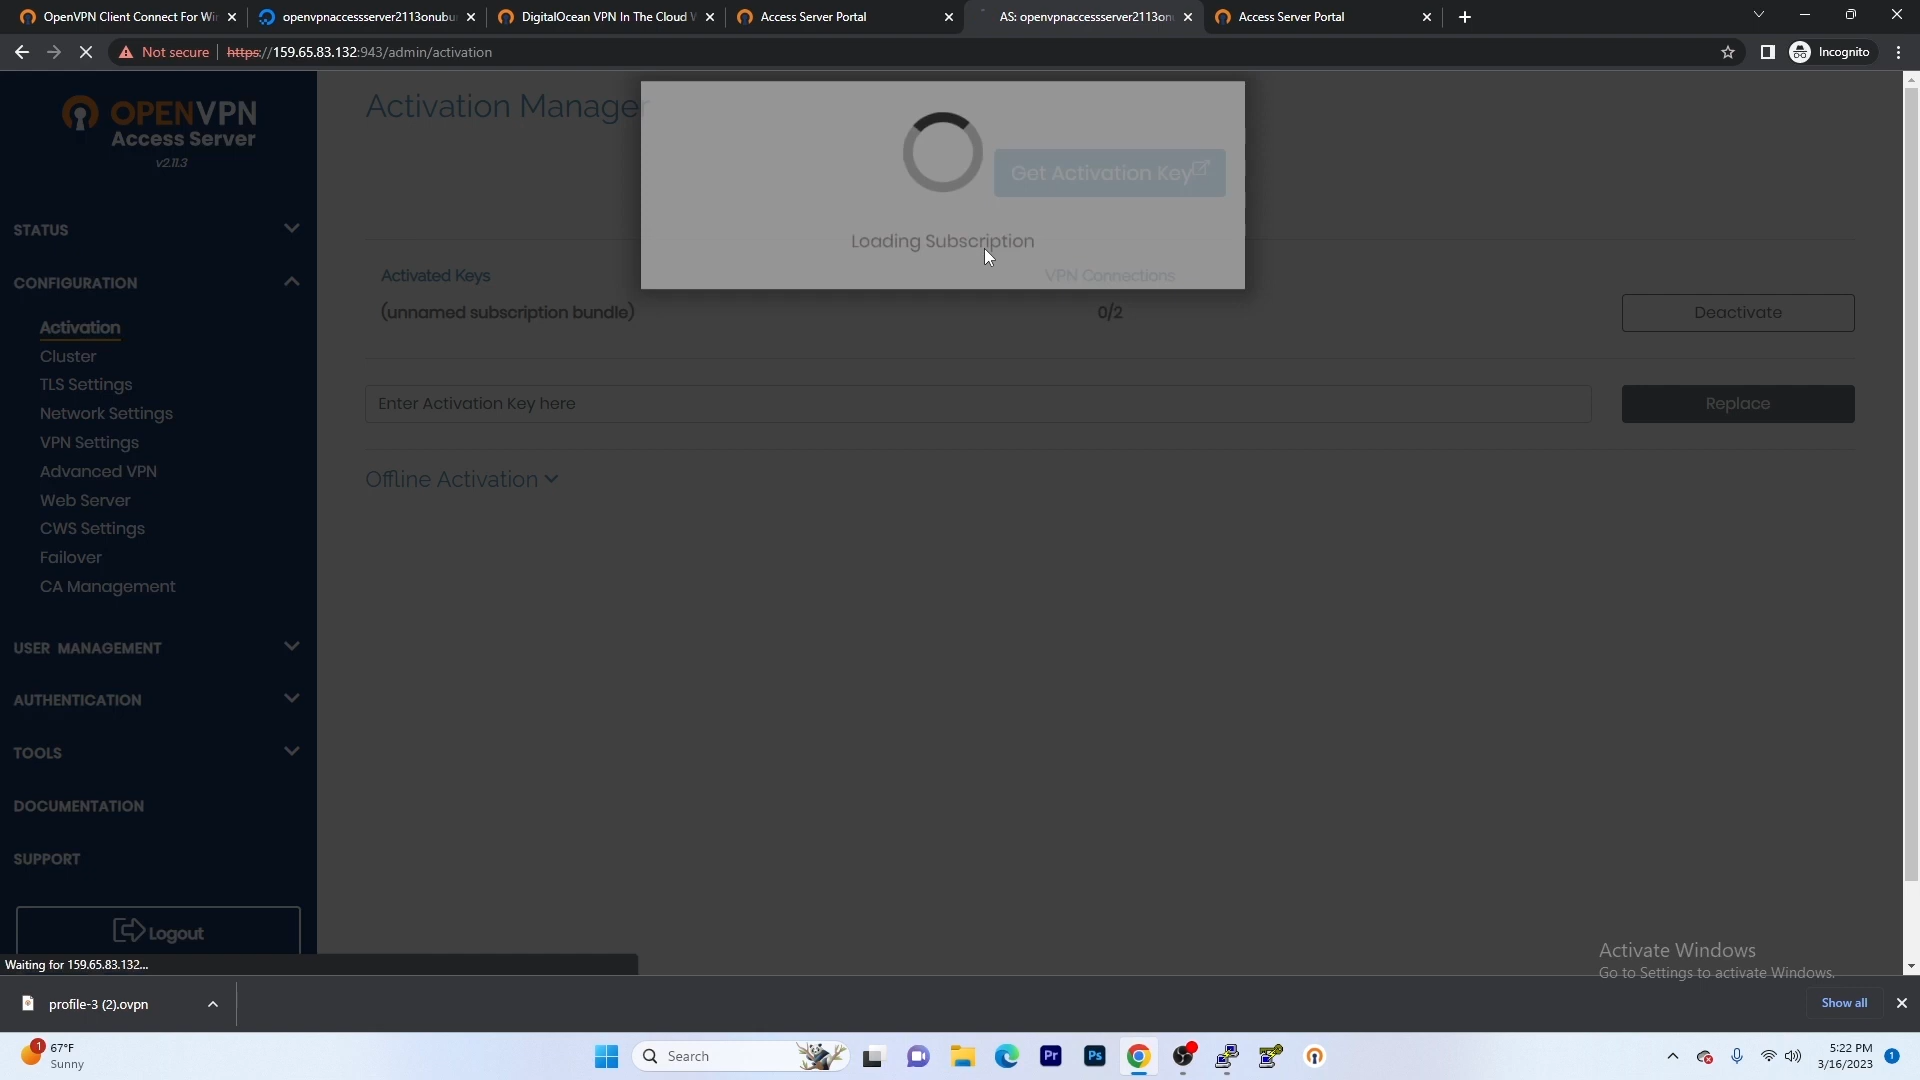 OpenVPN Client Connect For Wi
openvpnaccessserver2113onubu
DigitalOcean VPN In The Cloud
Access Server Portal
AS: openvpnaccessserver2113on
Access Server Portal
Not secure
https://159.65.83.132:943/admin/activation
Incognito
OPENVPN
Access Server
v2.11.3
STATUS
CONFIGURATION
Activation
Cluster
TLS Settings
Network Settings
VPN Settings
Advanced VPN
Web Server
CWS Settings
Failover
CA Management
USER MANAGEMENT
AUTHENTICATION
TOOLS
DOCUMENTATION
SUPPORT
Logout
Waiting for 159.65.83.132...
Activation Manager
Get Activation Key
Loading Subscription
Activated Keys
VPN Connections
(unnamed subscription bundle)
0/2
Deactivate
Enter Activation Key here
Replace
Offline Activation
Activate Windows
Go to Settings to activate Windows.
profile-3 (2).ovpn
Show all
1
67°F
Sunny
Search
Pr
Ps
5:22 PM
3/16/2023
1